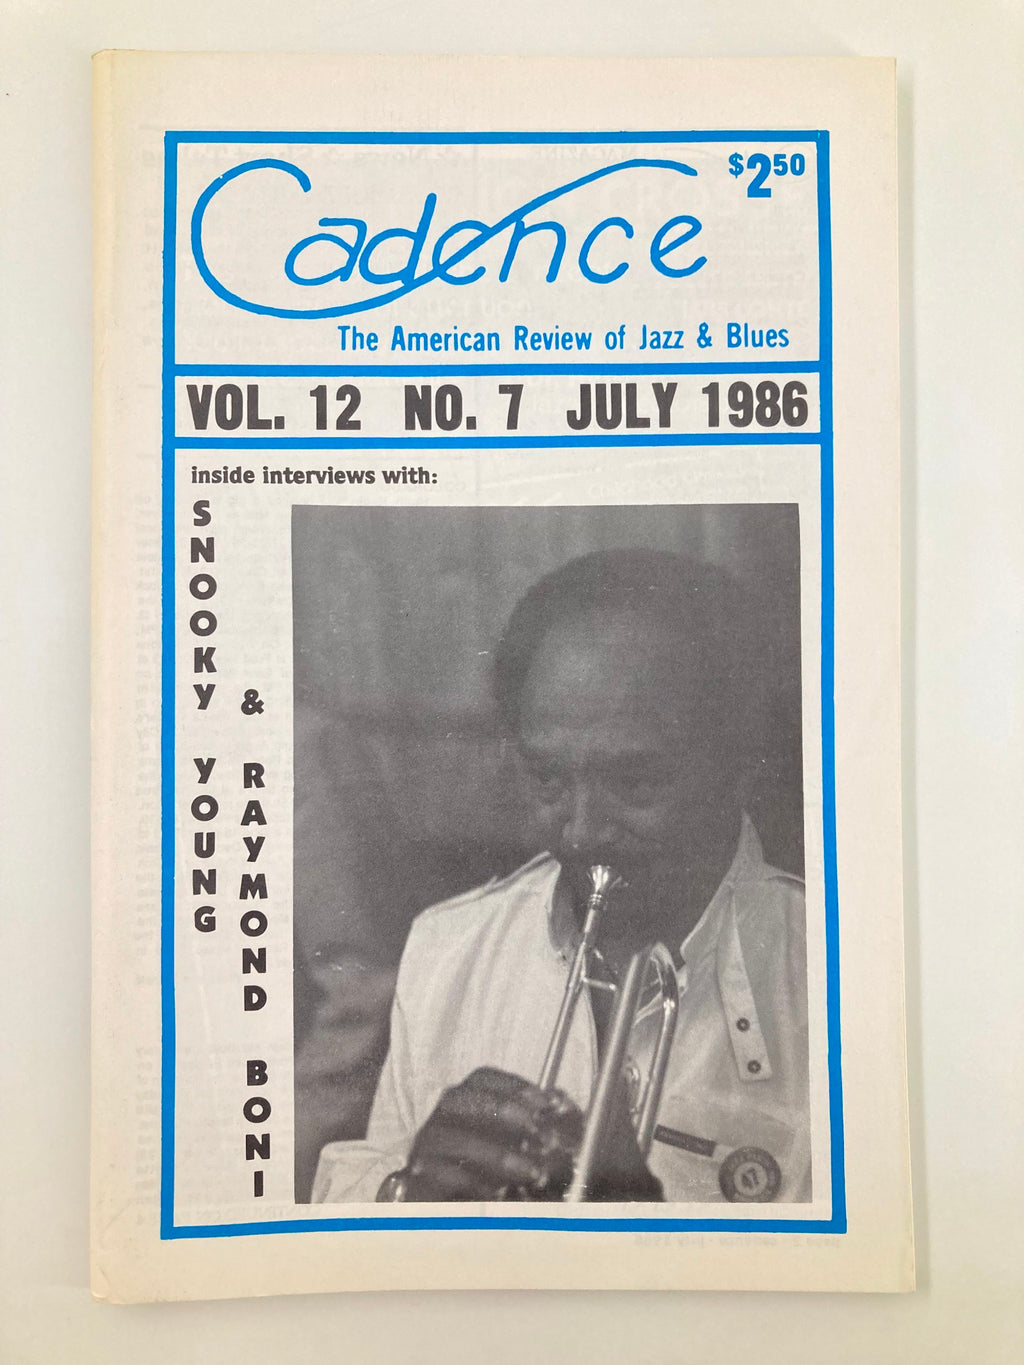 Cadence
$2.50
The American Review of Jazz & Blues
VOL. 12 NO. 7 JULY 1986
inside interviews with:
SNOOKY YOUNG
& RAYMOND BONI